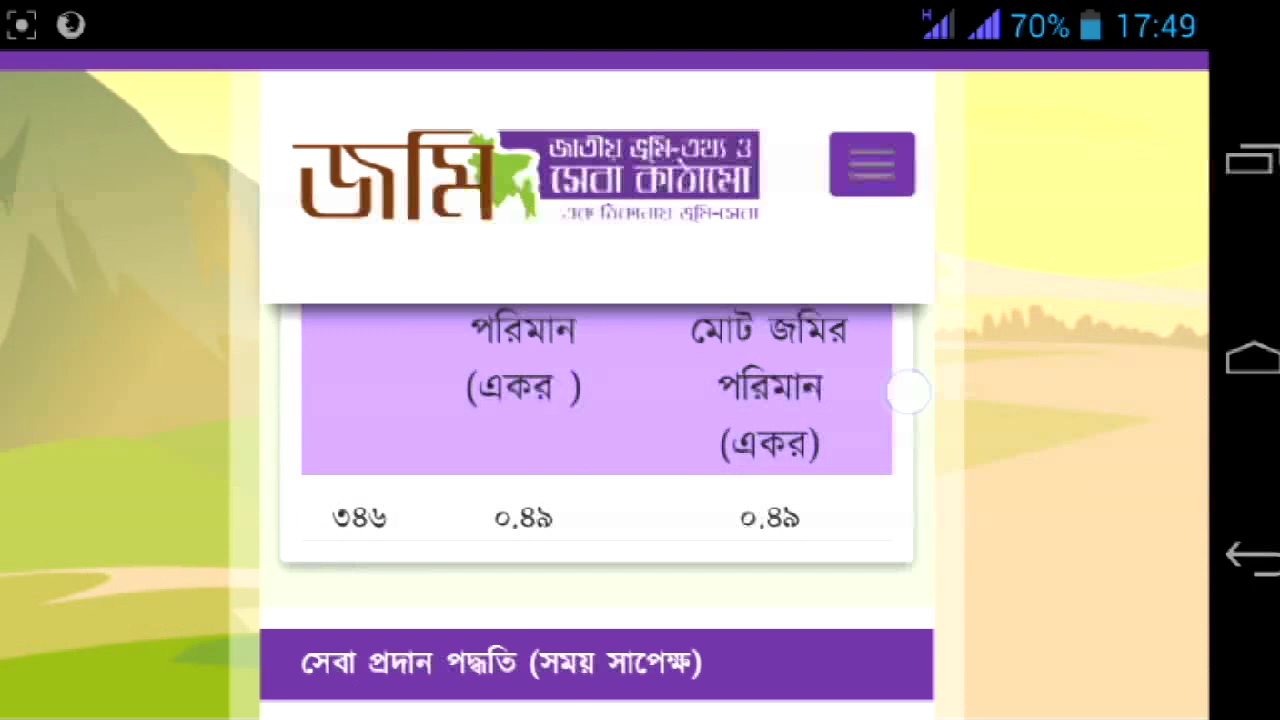 H 70% 17:49
জমি
জাতীয় ভূমি-তথ্য ও
সেবা কাঠামো
এক ঠিকানায় ভূমি-সেবা
পরিমান মোট জমির
(একর ) পরিমান
(একর)
৩৪৬ ০.৪৯ ০.৪৯
সেবা প্রদান পদ্ধতি (সময় সাপেক্ষ)